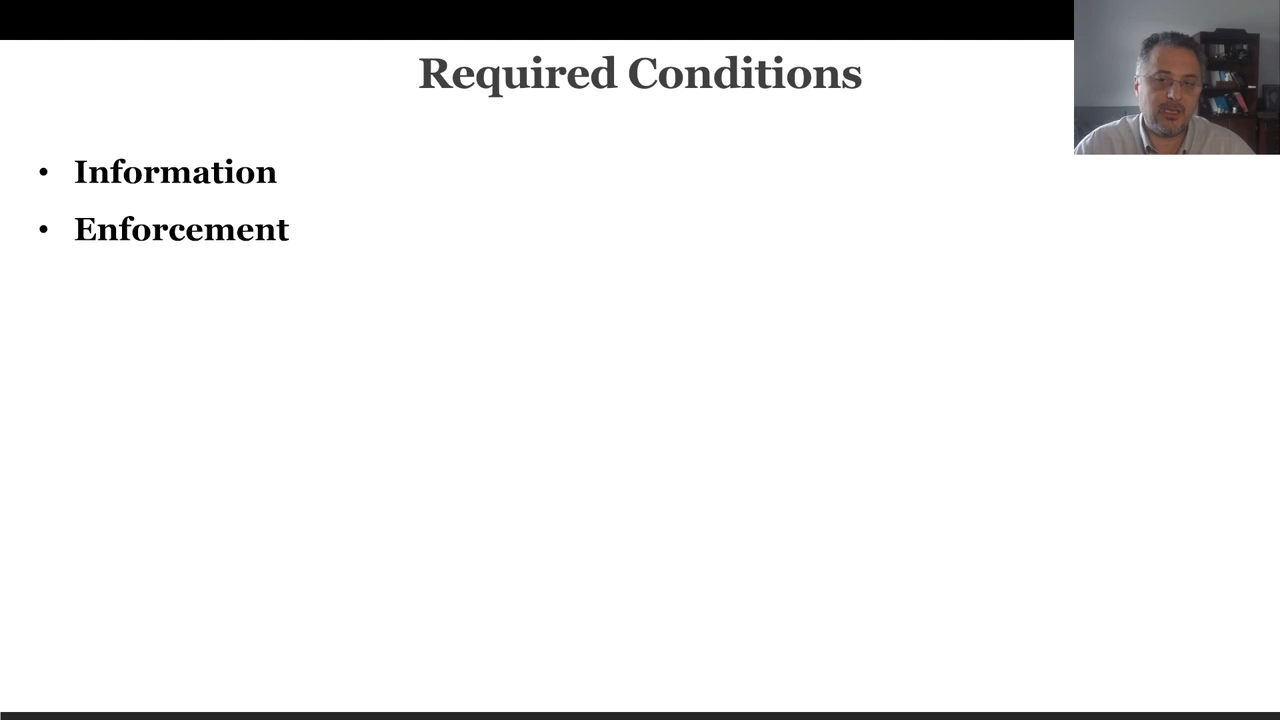 Required Conditions
• Information
• Enforcement